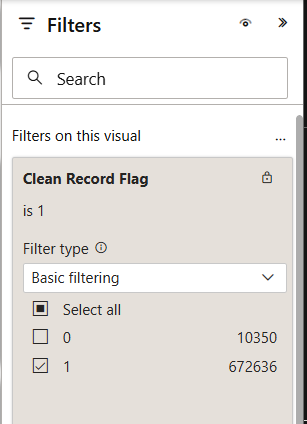 Filters
Search
Filters on this visual
...
Clean Record Flag
is 1
Filter type
Basic filtering
Select all
0 10350
1 672636